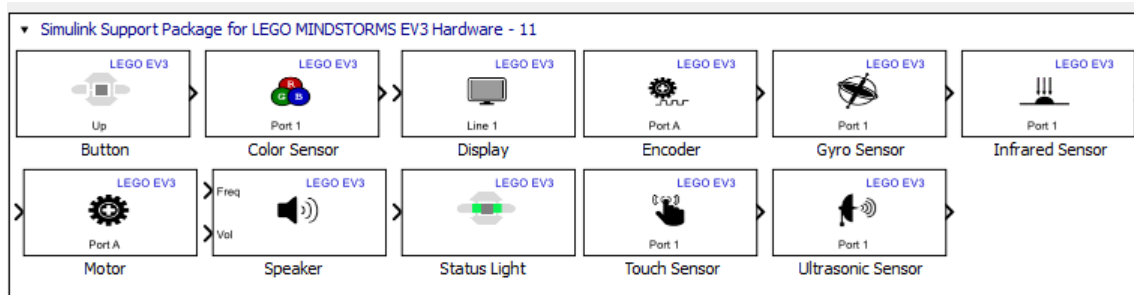 Simulink Support Package for LEGO MINDSTORMS EV3 Hardware - 11
LEGO EV3 LEGO EV3 LEGO EV3 LEGO EV3 LEGO EV3 LEGO EV3
R
G B
Up Port 1 Line 1 Port A Port 1 Port 1
Button Color Sensor Display Encoder Gyro Sensor Infrared Sensor
LEGO EV3 LEGO EV3 LEGO EV3 LEGO EV3 LEGO EV3
Freq
Vol
Port A Port 1 Port 1
Motor Speaker Status Light Touch Sensor Ultrasonic Sensor